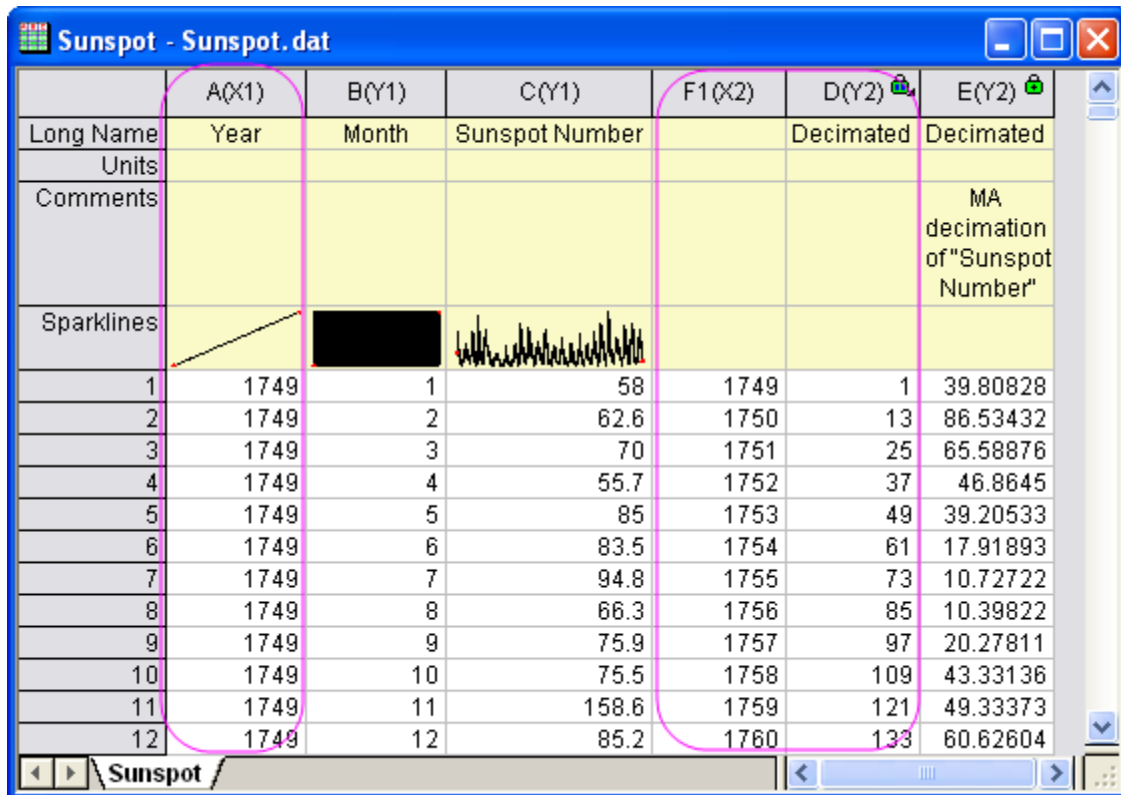 Sunspot - Sunspot.dat
A(X1) B(Y1) C(Y1) F1(X2) D(Y2) E(Y2)
Long Name Year Month Sunspot Number Decimated Decimated
Units
Comments MA decimation of "Sunspot Number"
Sparklines
1 1749 1 58 1749 1 39.80828
2 1749 2 62.6 1750 13 86.53432
3 1749 3 70 1751 25 65.58876
4 1749 4 55.7 1752 37 46.8645
5 1749 5 85 1753 49 39.20533
6 1749 6 83.5 1754 61 17.91893
7 1749 7 94.8 1755 73 10.72722
8 1749 8 66.3 1756 85 10.39822
9 1749 9 75.9 1757 97 20.27811
10 1749 10 75.5 1758 109 43.33136
11 1749 11 158.6 1759 121 49.33373
12 1749 12 85.2 1760 133 60.62604
Sunspot